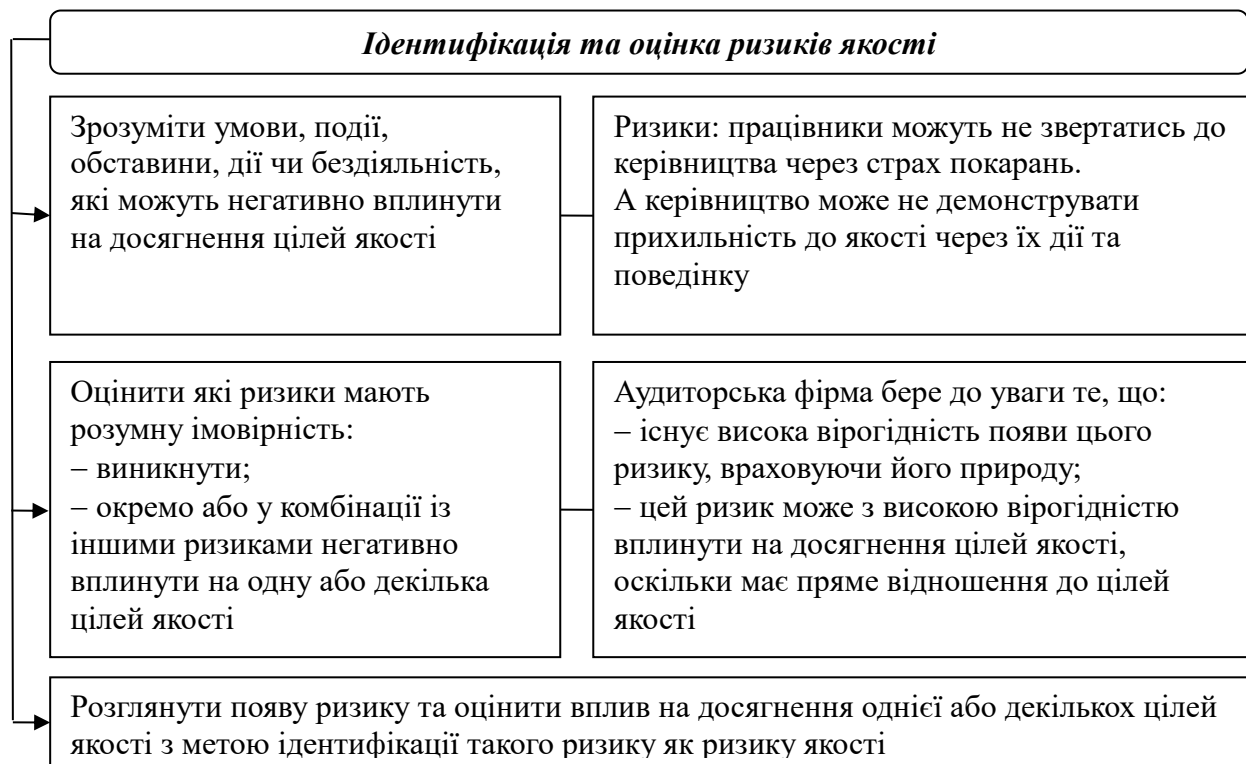 Ідентифікація та оцінка ризиків якості
Зрозуміти умови, події,
обставини, дії чи бездіяльність,
які можуть негативно вплинути
на досягнення цілей якості
Ризики: працівники можуть не звертатись до
керівництва через страх покарань.
А керівництво може не демонструвати
прихильність до якості через їх дії та
поведінку
Оцінити які ризики мають
розумну імовірність:
– виникнути;
– окремо або у комбінації із
іншими ризиками негативно
вплинути на одну або декілька
цілей якості
Аудиторська фірма бере до уваги те, що:
– існує висока вірогідність появи цього
ризику, враховуючи його природу;
– цей ризик може з високою вірогідністю
вплинути на досягнення цілей якості,
оскільки має пряме відношення до цілей
якості
Розглянути появу ризику та оцінити вплив на досягнення однієї або декількох цілей
якості з метою ідентифікації такого ризику як ризику якості